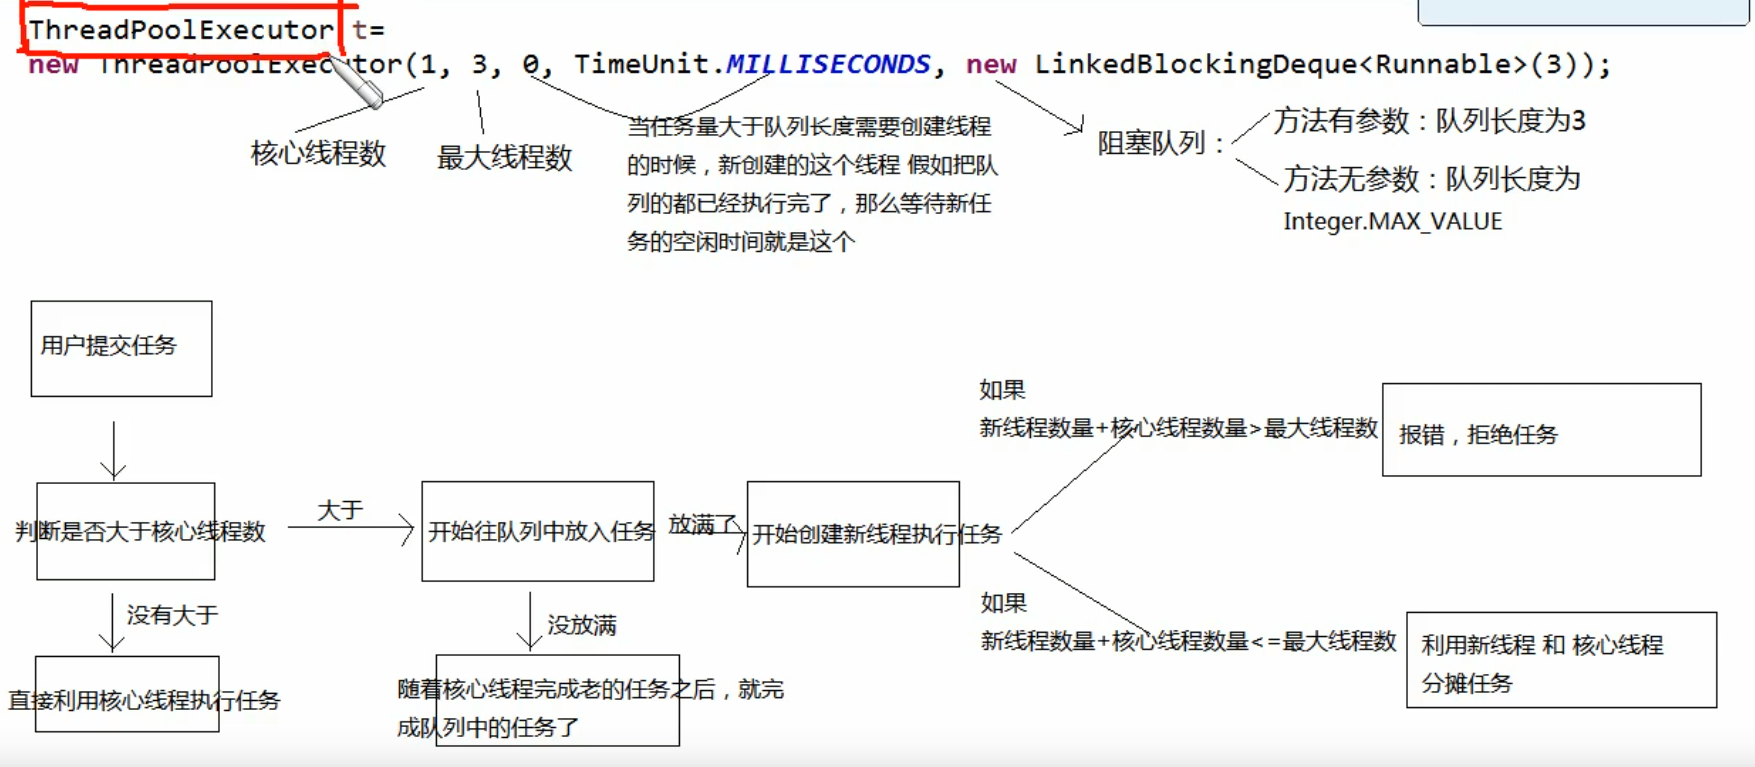 ThreadPoolExecutor t=
new ThreadPoolExecutor(1, 3, 0, TimeUnit.MILLISECONDS, new LinkedBlockingDeque<Runnable>(3));
核心线程数
最大线程数
当任务量大于队列长度需要创建线程
的时候，新创建的这个线程 假如把队
列的都已经执行完了，那么等待新任
务的空闲时间就是这个
阻塞队列：
方法有参数：队列长度为3
方法无参数：队列长度为
Integer.MAX_VALUE
用户提交任务
判断是否大于核心线程数
大于
开始往队列中放入任务
放满了
开始创建新线程执行任务
如果
新线程数量+核心线程数量>最大线程数
报错，拒绝任务
如果
新线程数量+核心线程数量<=最大线程数
利用新线程 和 核心线程
分摊任务
没有大于
直接利用核心线程执行任务
没放满
随着核心线程完成老的任务之后，就完
成队列中的任务了